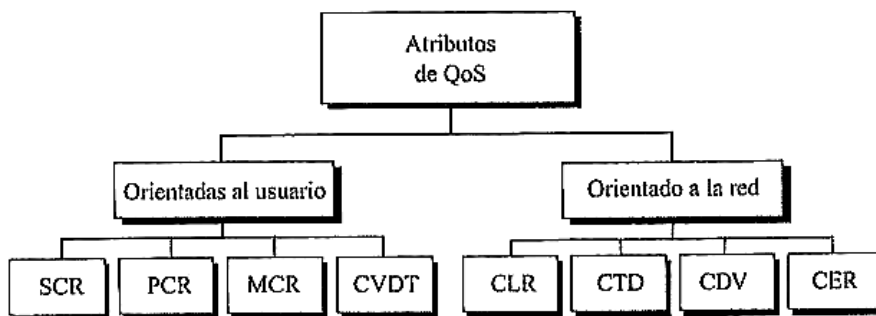 Atributos
de QoS
Orientadas al usuario
Orientado a la red
SCR
PCR
MCR
CVDT
CLR
CTD
CDV
CER